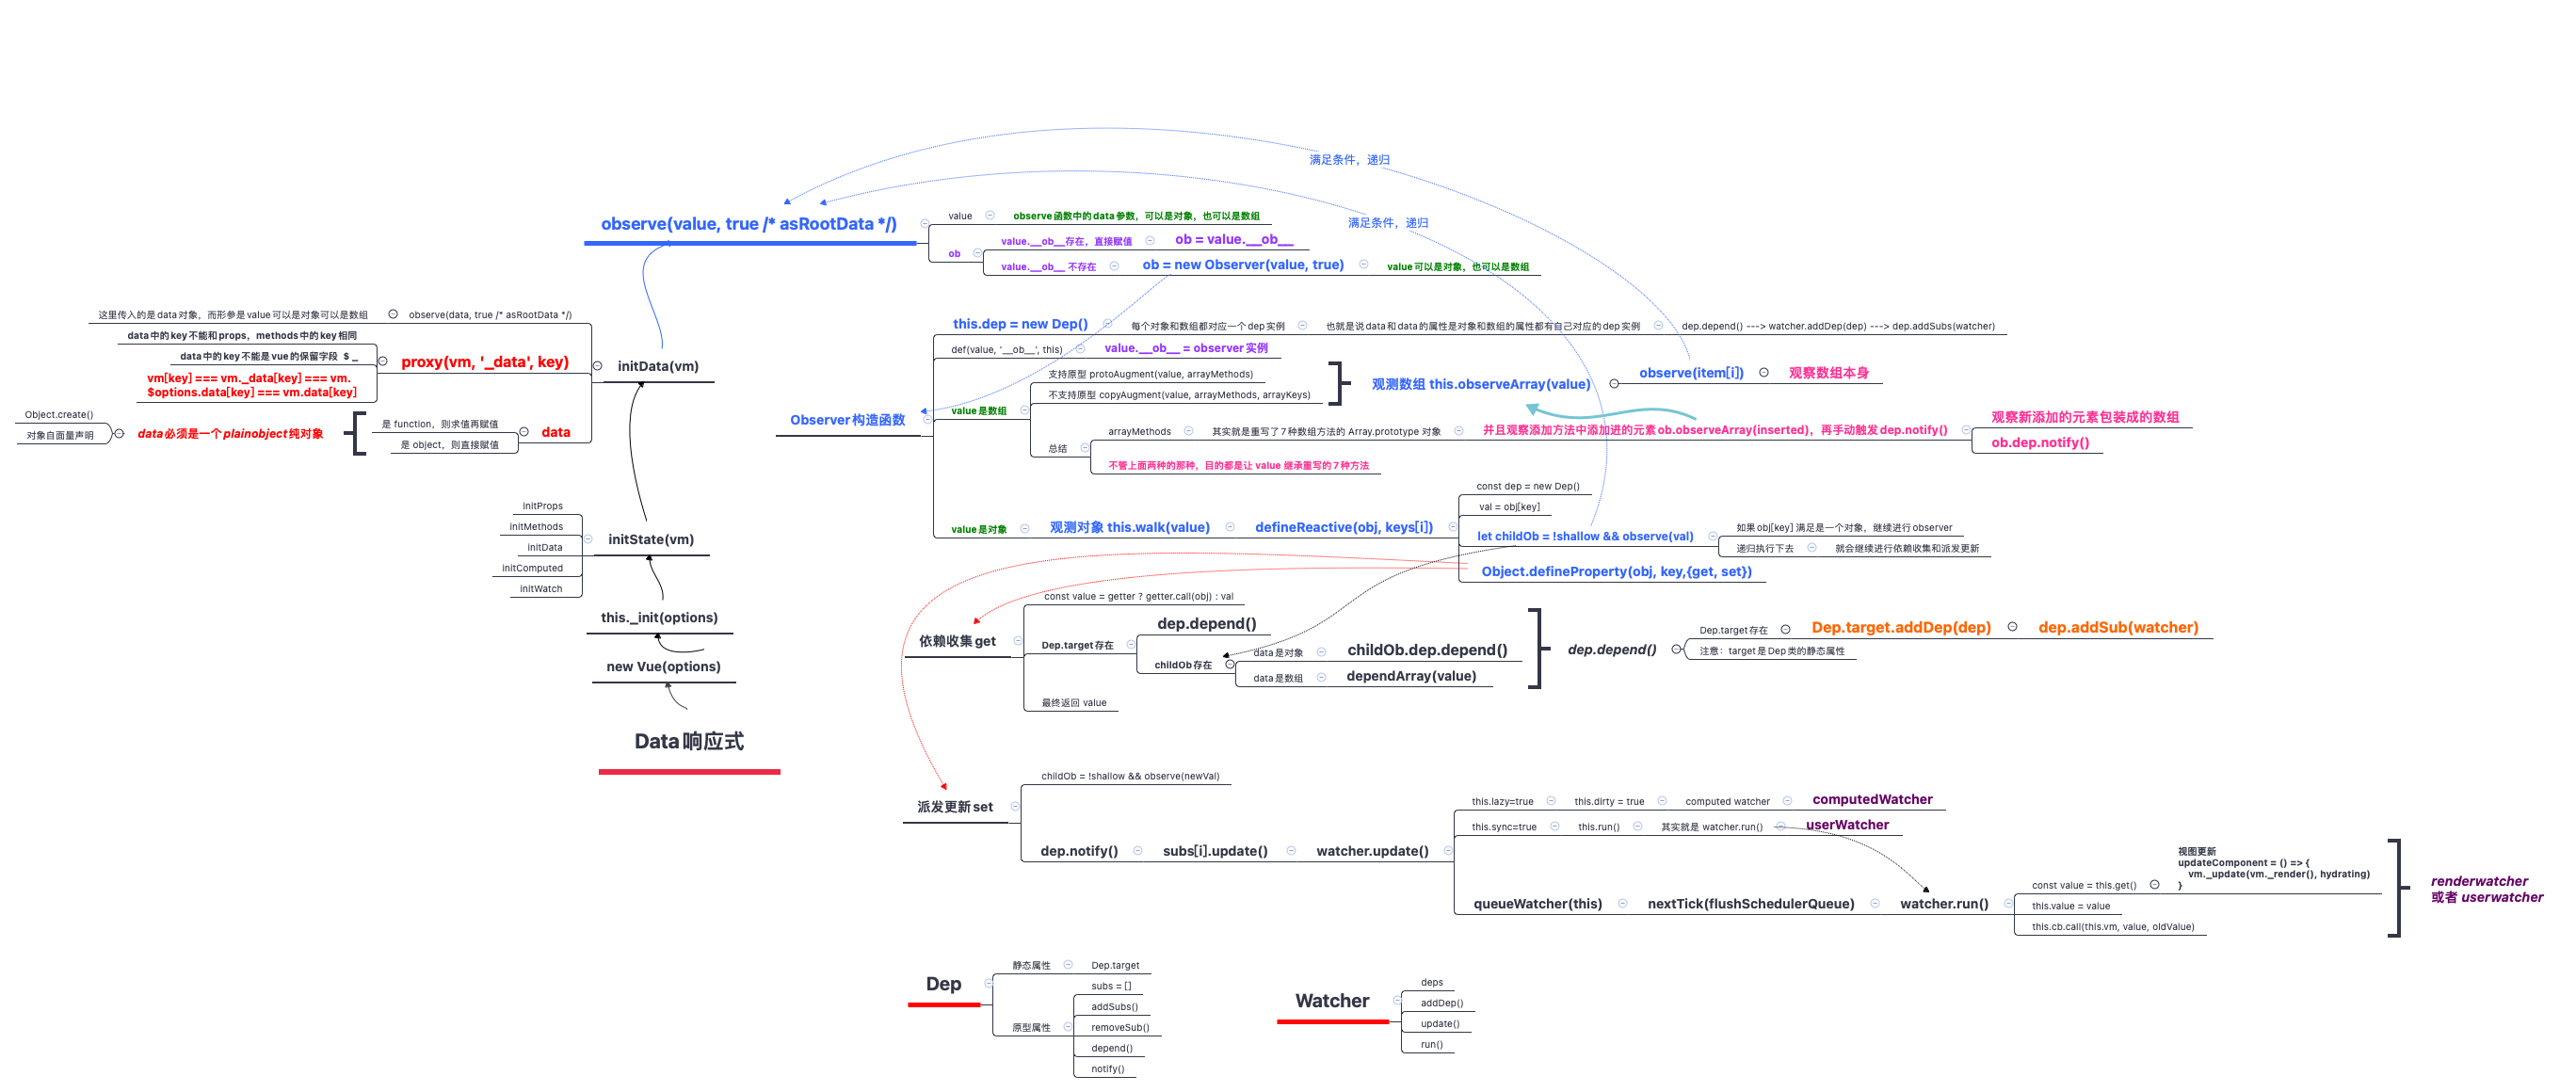 满足条件，递归
满足条件，递归
observe(value, true /* asRootData */)
value
observe函数中的data参数，可以是对象，也可以是数组
ob
value.__ob__存在，直接赋值
ob = value.__ob__
value.__ob__ 不存在
ob = new Observer(value, true)
value可以是对象，也可以是数组
这里传入的是data对象，而形参是value可以是对象可以是数组
observe(data, true /* asRootData */)
data中的key不能和props，methods中的key相同
data中的key不能是vue的保留字段 $ _
vm[key] === vm._data[key] === vm.
$options.data[key] === vm.data[key]
proxy(vm, '_data', key)
initData(vm)
Object.create()
对象自面量声明
data必须是一个plainobject纯对象
是 function，则求值再赋值
是 object，则直接赋值
data
initProps
initMethods
initData
initComputed
initWatch
initState(vm)
this._init(options)
new Vue(options)
Data响应式
Observer构造函数
this.dep = new Dep()
每个对象和数组都对应一个dep实例
也就是说data和data的属性是对象和数组的属性都有自己对应的dep实例
dep.depend() ---> watcher.addDep(dep) ---> dep.addSubs(watcher)
def(value, '__ob__', this)
value.__ob__ = observer实例
value是数组
支持原型 protoAugment(value, arrayMethods)
不支持原型 copyAugment(value, arrayMethods, arrayKeys)
观测数组 this.observeArray(value)
observe(item[i])
观察数组本身
总结
arrayMethods
其实就是重写了7种数组方法的 Array.prototype 对象
并且观察添加方法中添加进的元素ob.observeArray(inserted)，再手动触发dep.notify()
观察新添加的元素包装成的数组
ob.dep.notify()
不管上面两种的那种，目的都是让 value 继承重写的7种方法
value是对象
观测对象 this.walk(value)
defineReactive(obj, keys[i])
const dep = new Dep()
val = obj[key]
let childOb = !shallow && observe(val)
如果obj[key] 满足是一个对象，继续进行observer
递归执行下去
就会继续进行依赖收集和派发更新
Object.defineProperty(obj, key,{get, set})
依赖收集get
const value = getter ? getter.call(obj) : val
Dep.target存在
dep.depend()
childOb存在
data是对象
childOb.dep.depend()
data是数组
dependArray(value)
最终返回 value
dep.depend()
Dep.target存在
Dep.target.addDep(dep)
dep.addSub(watcher)
注意：target是Dep类的静态属性
派发更新set
childOb = !shallow && observe(newVal)
dep.notify()
subs[i].update()
watcher.update()
this.lazy=true
this.dirty = true
computed watcher
computedWatcher
this.sync=true
this.run()
其实就是 watcher.run()
userWatcher
queueWatcher(this)
nextTick(flushSchedulerQueue)
watcher.run()
const value = this.get()
视图更新
updateComponent = () => {
vm._update(vm._render(), hydrating)
}
this.value = value
this.cb.call(this.vm, value, oldValue)
renderwatcher
或者 userwatcher
Dep
静态属性
Dep.target
原型属性
subs = []
addSubs()
removeSub()
depend()
notify()
Watcher
deps
addDep()
update()
run()